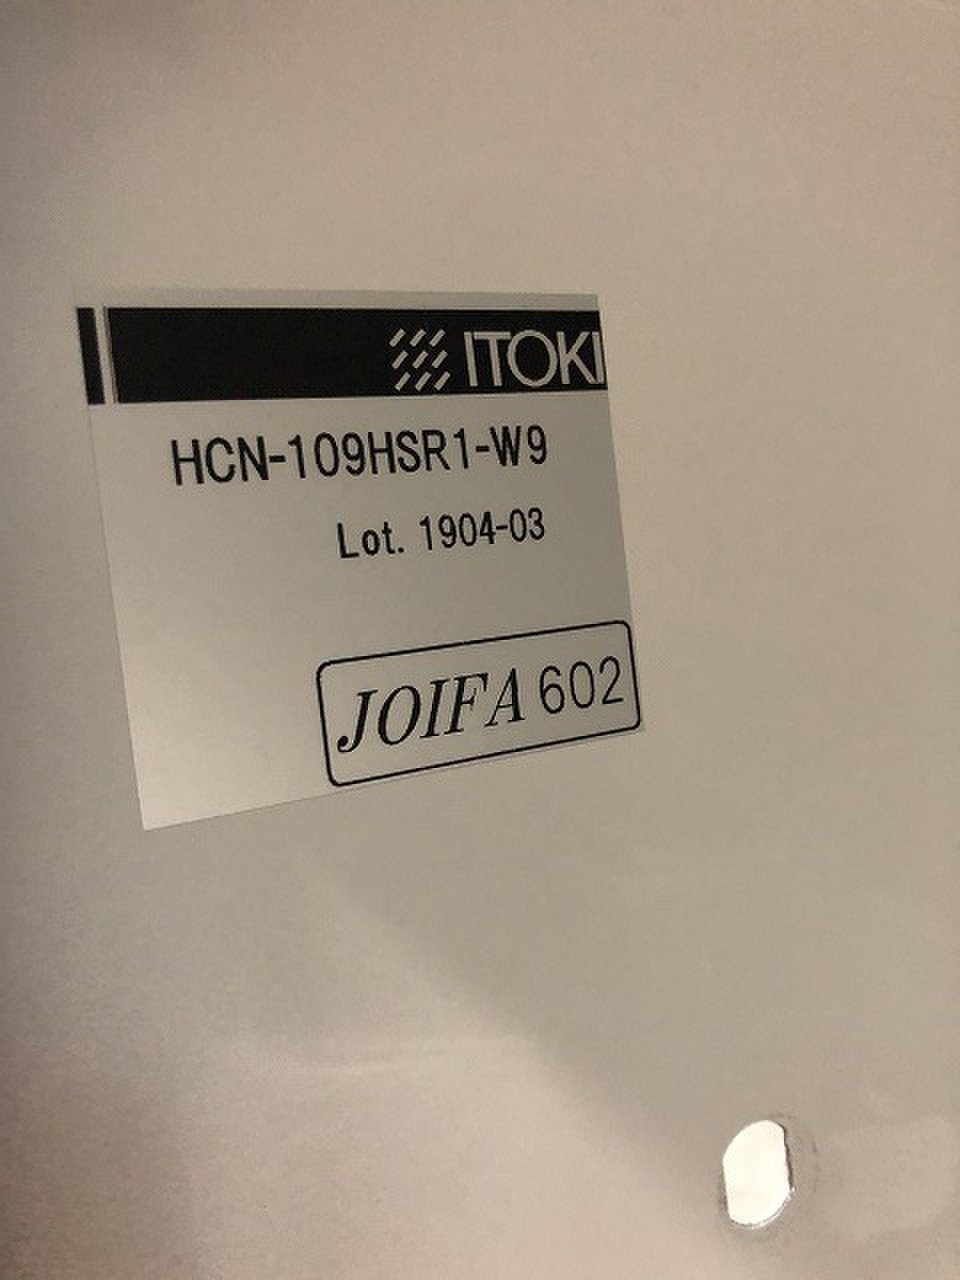 ITOKI
HCN-109HSR1-W9
Lot. 1904-03
JOIFA 602